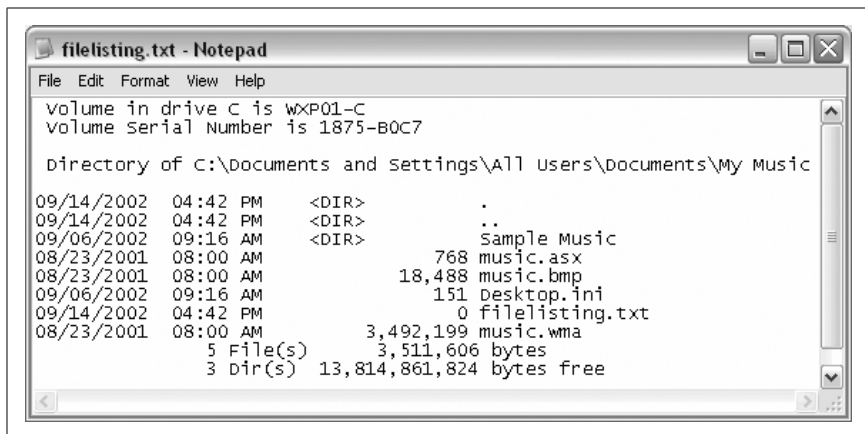 filelisting.txt - Notepad
File Edit Format View Help
Volume in drive C is WXP01-C
Volume Serial Number is 1875-B0C7
Directory of C:\Documents and Settings\All Users\Documents\My Music
09/14/2002 04:42 PM <DIR> .
09/14/2002 04:42 PM <DIR> ..
09/06/2002 09:16 AM <DIR> Sample Music
08/23/2001 08:00 AM 768 music.asx
08/23/2001 08:00 AM 18,488 music.bmp
09/06/2002 09:16 AM 151 Desktop.ini
09/14/2002 04:42 PM 0 filelisting.txt
08/23/2001 08:00 AM 3,492,199 music.wma
5 File(s) 3,511,606 bytes
3 Dir(s) 13,814,861,824 bytes free